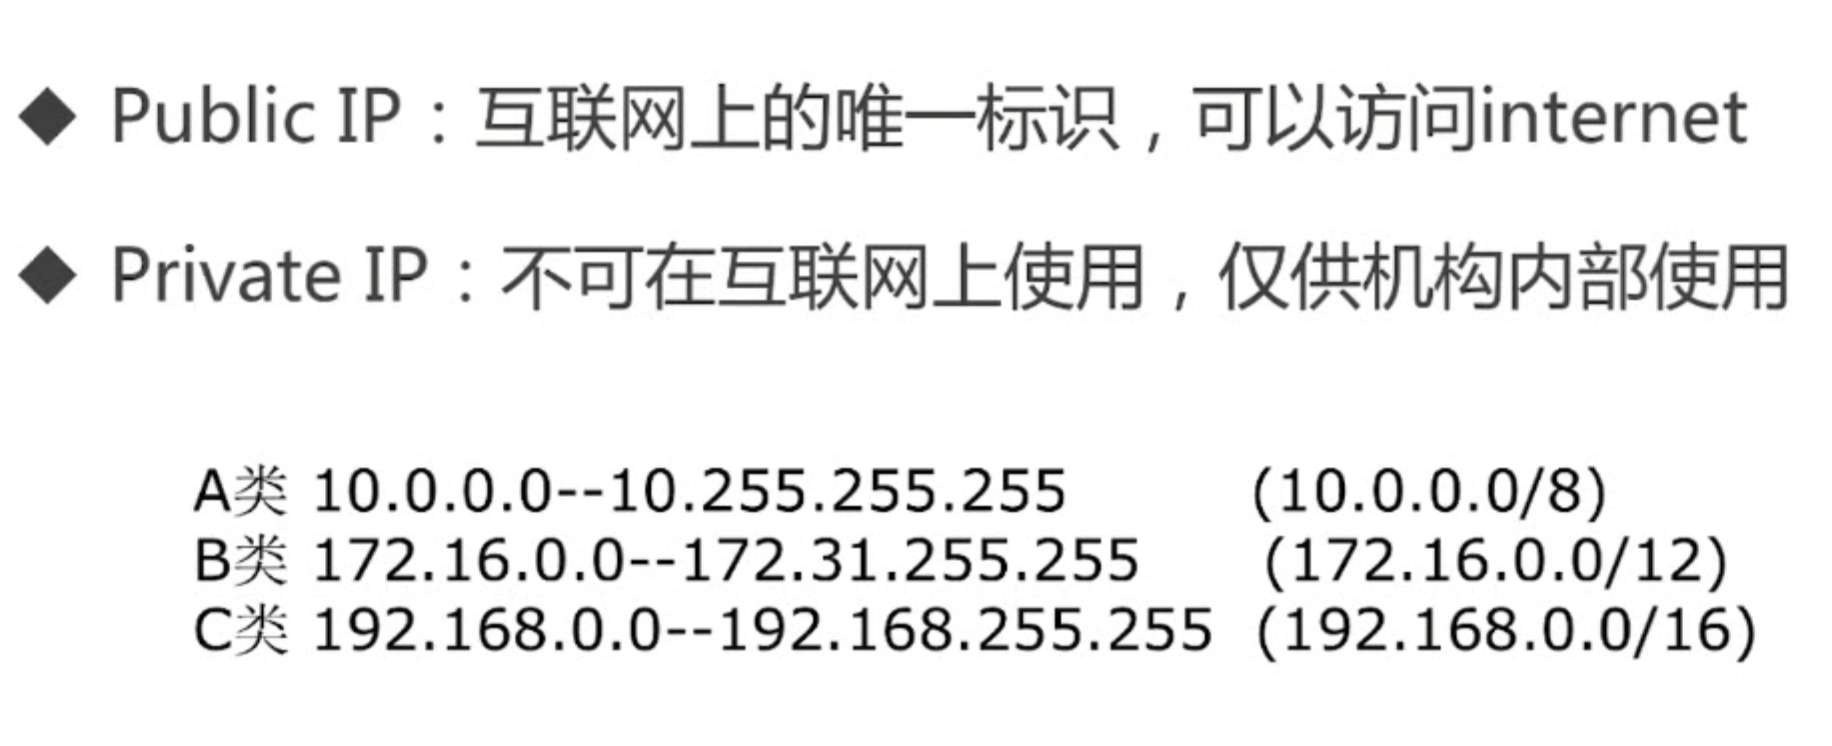 ◆ Public IP：互联网上的唯一标识，可以访问internet
◆ Private IP：不可在互联网上使用，仅供机构内部使用
A类 10.0.0.0--10.255.255.255 (10.0.0.0/8)
B类 172.16.0.0--172.31.255.255 (172.16.0.0/12)
C类 192.168.0.0--192.168.255.255 (192.168.0.0/16)